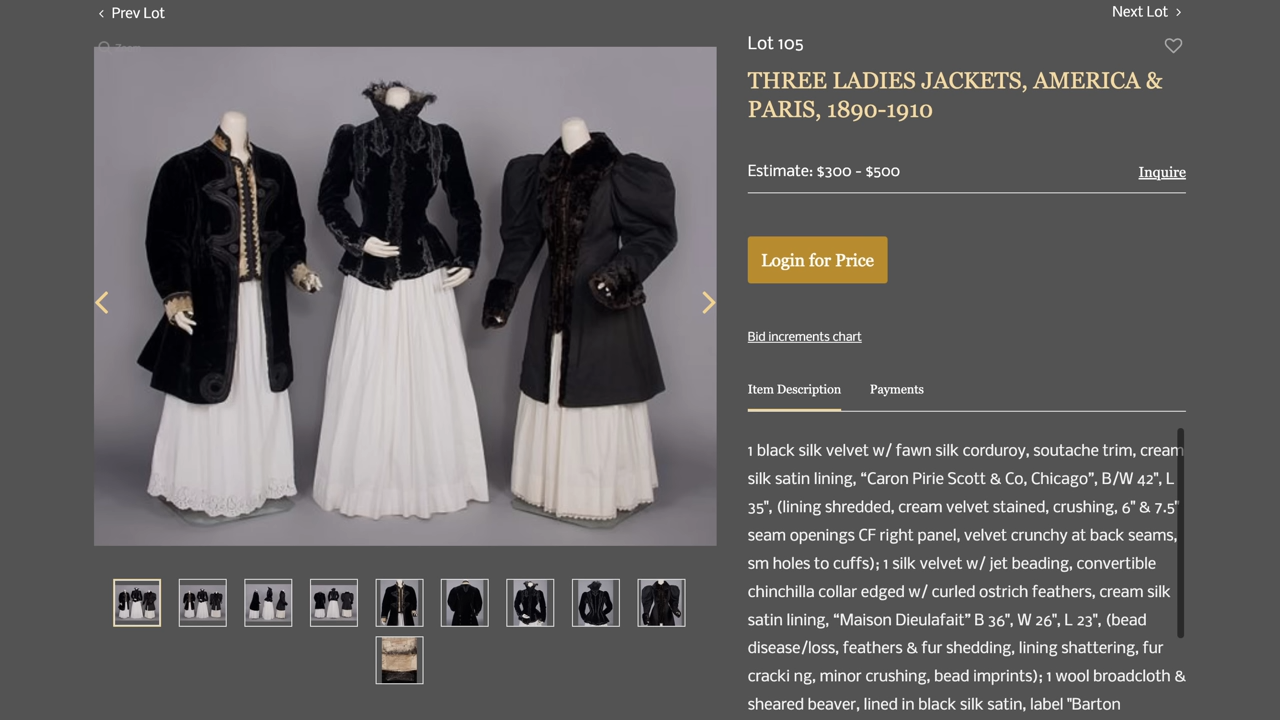 Prev Lot
Next Lot
Zoom
Lot 105
THREE LADIES JACKETS, AMERICA &
PARIS, 1890-1910
Estimate: $300 - $500
Inquire
Login for Price
Bid increments chart
Item Description
Payments
1 black silk velvet w/ fawn silk corduroy, soutache trim, cream
silk satin lining, “Caron Pirie Scott & Co, Chicago”, B/W 42", L
35", (lining shredded, cream velvet stained, crushing, 6" & 7.5"
seam openings CF right panel, velvet crunchy at back seams,
sm holes to cuffs); 1 silk velvet w/ jet beading, convertible
chinchilla collar edged w/ curled ostrich feathers, cream silk
satin lining, “Maison Dieulafait” B 36", W 26", L 23", (bead
disease/loss, feathers & fur shedding, lining shattering, fur
cracki ng, minor crushing, bead imprints); 1 wool broadcloth &
sheared beaver, lined in black silk satin, label "Barton